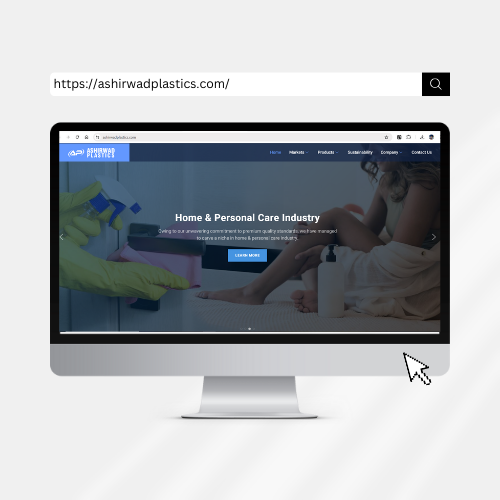 https://ashirwadplastics.com/
ashirwadplastics.com
API ASHIRWAD
PLASTICS
Home Markets Products Sustainability Company Contact Us
Home & Personal Care Industry
Owing to our unwavering commitment to premium quality standards, we've managed
to carve a niche in home & personal care industry.
LEARN MORE